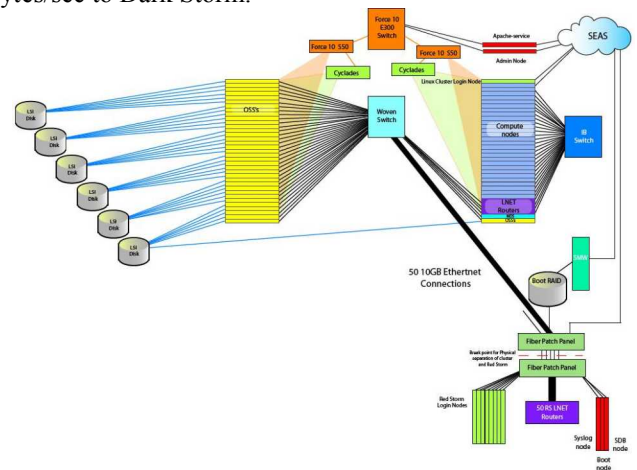 ytes/sec to Dark Storm.
Force 10
E300
Switch
Force 10 S50
Force 10 S50
Cyclades
Cyclades
Apache-service
Admin Node
SEAS
Linux Cluster Login Node
OSS's
Woven
Switch
Compute
nodes
IB
Switch
LNET
Routers
LSI
Disk
LSI
Disk
LSI
Disk
LSI
Disk
LSI
Disk
LSI
Disk
50 10GB Ethertnet
Connections
SMW
Boot RAID
Fiber Patch Panel
Break point for Physical
separation of cluster
and Red Storm
Fiber Patch Panel
Red Storm
Login Nodes
50 RS LNET
Routers
Syslog
node
Boot
node
SDB
node